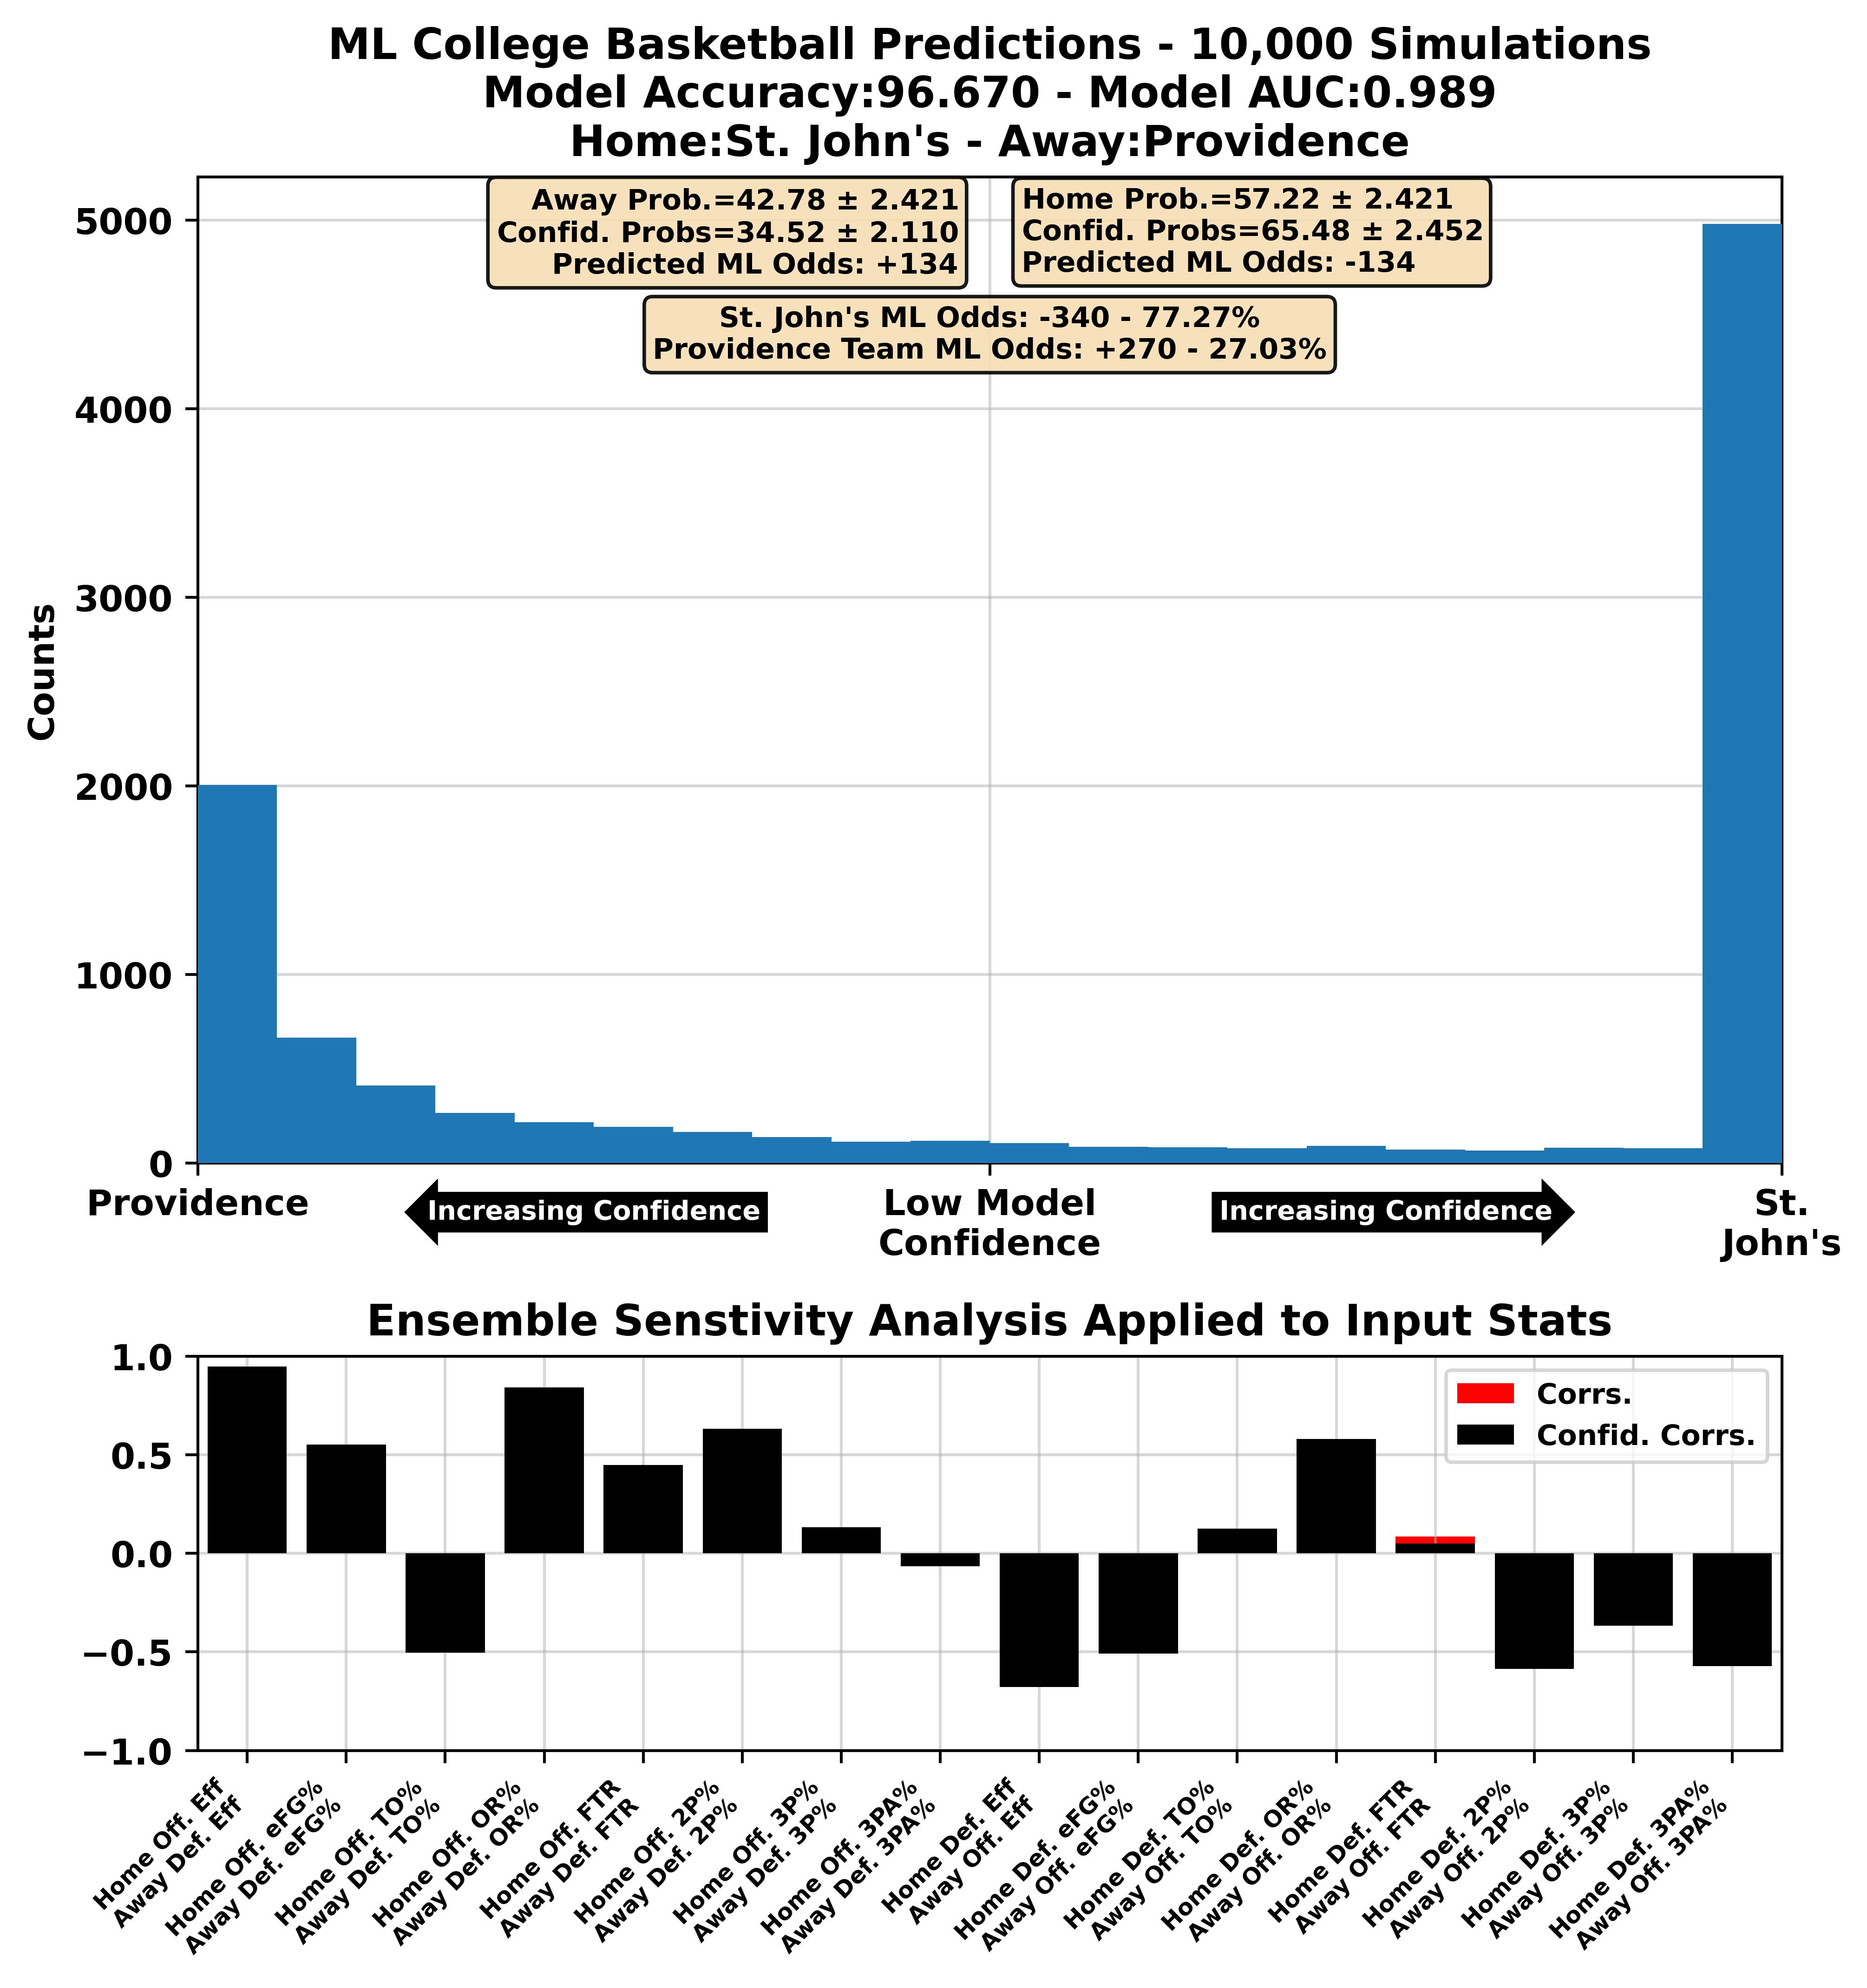 ML College Basketball Predictions - 10,000 Simulations
Model Accuracy:96.670 - Model AUC:0.989
Home:St. John's - Away:Providence
Away Prob.=42.78 ± 2.421
Confid. Probs=34.52 ± 2.110
Predicted ML Odds: +134
Home Prob.=57.22 ± 2.421
Confid. Probs=65.48 ± 2.452
Predicted ML Odds: -134
St. John's ML Odds: -340 - 77.27%
Providence Team ML Odds: +270 - 27.03%
Counts
5000
4000
3000
2000
1000
0
Providence
Increasing Confidence
Low Model
Confidence
Increasing Confidence
St.
John's
Ensemble Senstivity Analysis Applied to Input Stats
1.0
0.5
0.0
−0.5
−1.0
Corrs.
Confid. Corrs.
Home Off. Eff
Away Def. Eff
Home Off. eFG%
Away Def. eFG%
Home Off. TO%
Away Def. TO%
Home Off. OR%
Away Def. OR%
Home Off. FTR
Away Def. FTR
Home Off. 2P%
Away Def. 2P%
Home Off. 3P%
Away Def. 3P%
Home Off. 3PA%
Away Def. 3PA%
Home Def. Eff
Away Off. Eff
Home Def. eFG%
Away Off. eFG%
Home Def. TO%
Away Off. TO%
Home Def. OR%
Away Off. OR%
Home Def. FTR
Away Off. FTR
Home Def. 2P%
Away Off. 2P%
Home Def. 3P%
Away Off. 3P%
Home Def. 3PA%
Away Off. 3PA%